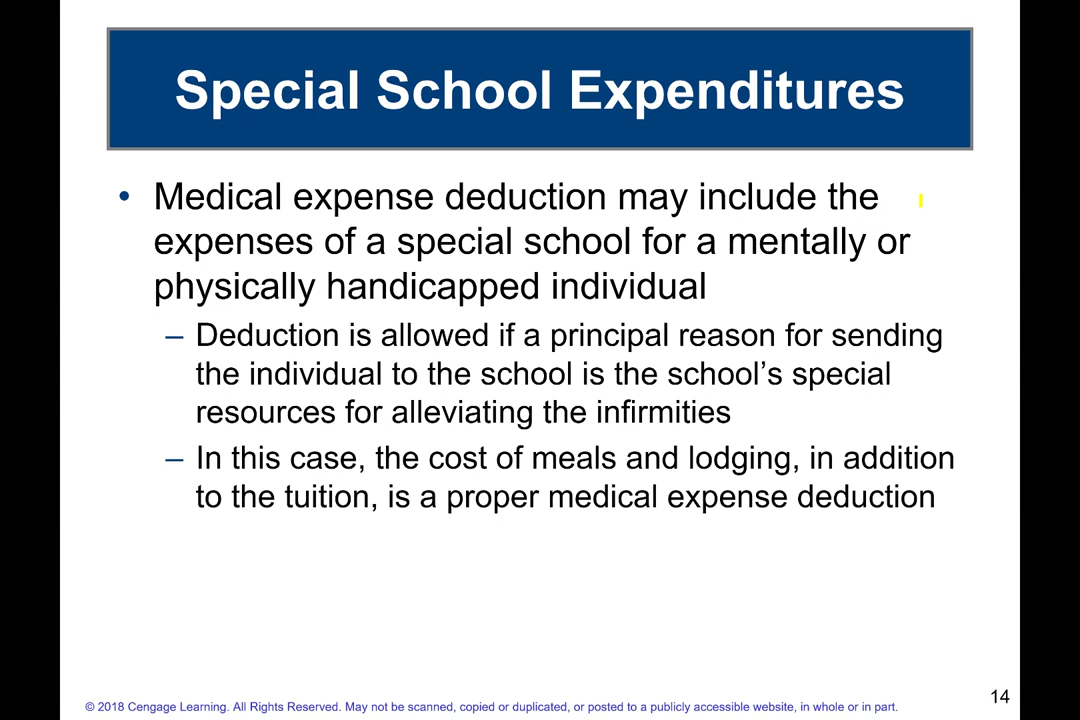 Special School Expenditures
• Medical expense deduction may include the
expenses of a special school for a mentally or
physically handicapped individual
– Deduction is allowed if a principal reason for sending
the individual to the school is the school’s special
resources for alleviating the infirmities
– In this case, the cost of meals and lodging, in addition
to the tuition, is a proper medical expense deduction
14
© 2018 Cengage Learning. All Rights Reserved. May not be scanned, copied or duplicated, or posted to a publicly accessible website, in whole or in part.